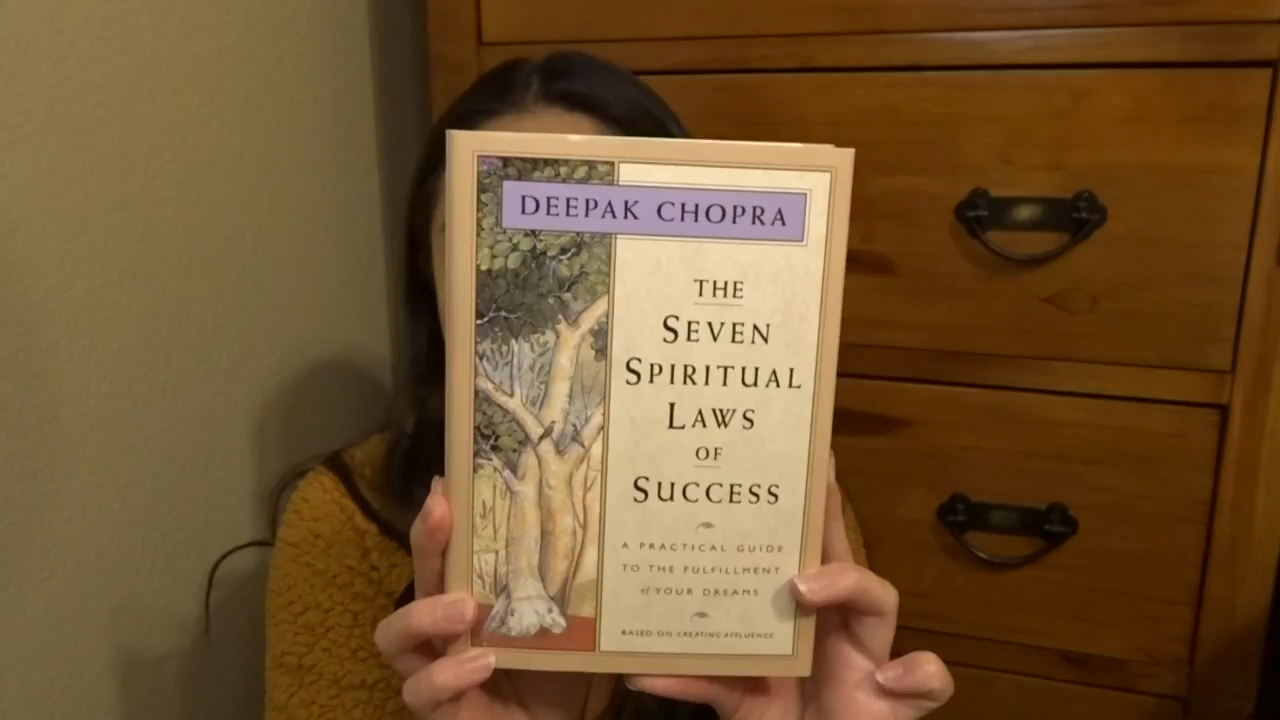 DEEPAK CHOPRA
THE
SEVEN
SPIRITUAL
LAWS
OF
SUCCESS
A PRACTICAL GUIDE
TO THE FULFILLMENT
of YOUR DREAMS
BASED ON CREATING AFFLUENCE